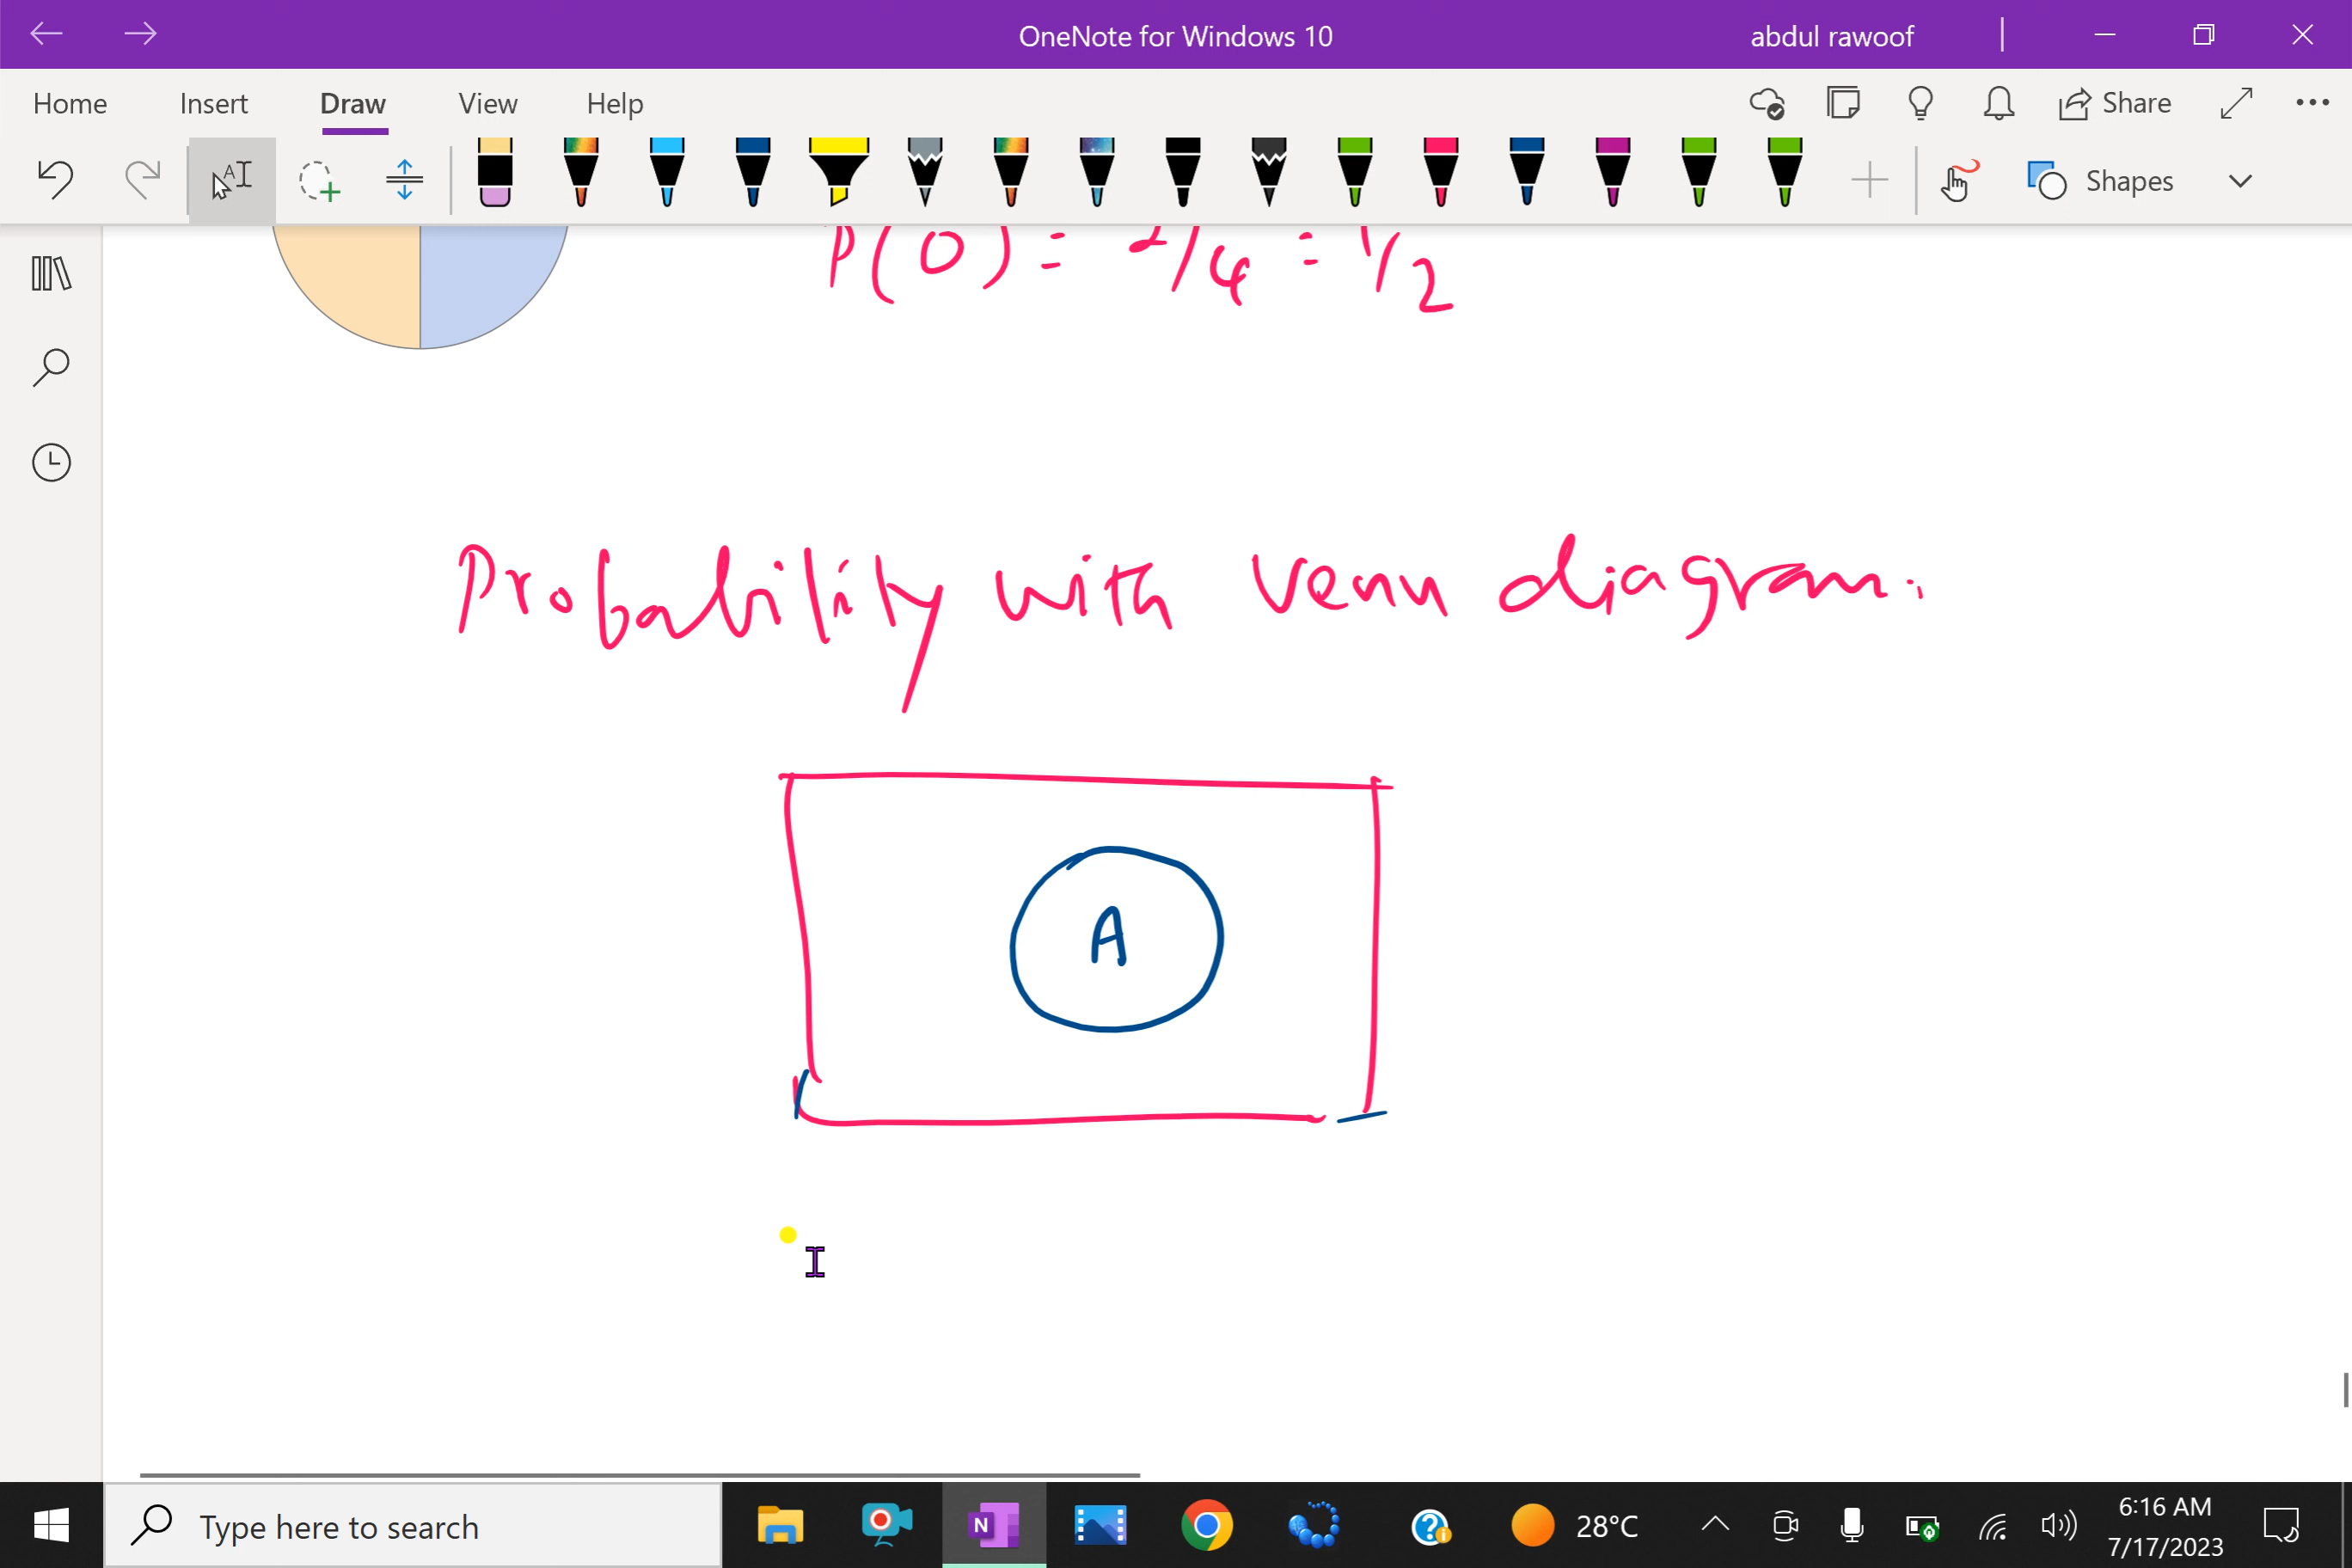 OneNote for Windows 10
abdul rawoof
Home Insert Draw View Help
Share
Shapes
P(O) = 2/4 = 1/2
Probability with venn diagram:
A
Type here to search
N
28°C
6:16 AM
7/17/2023